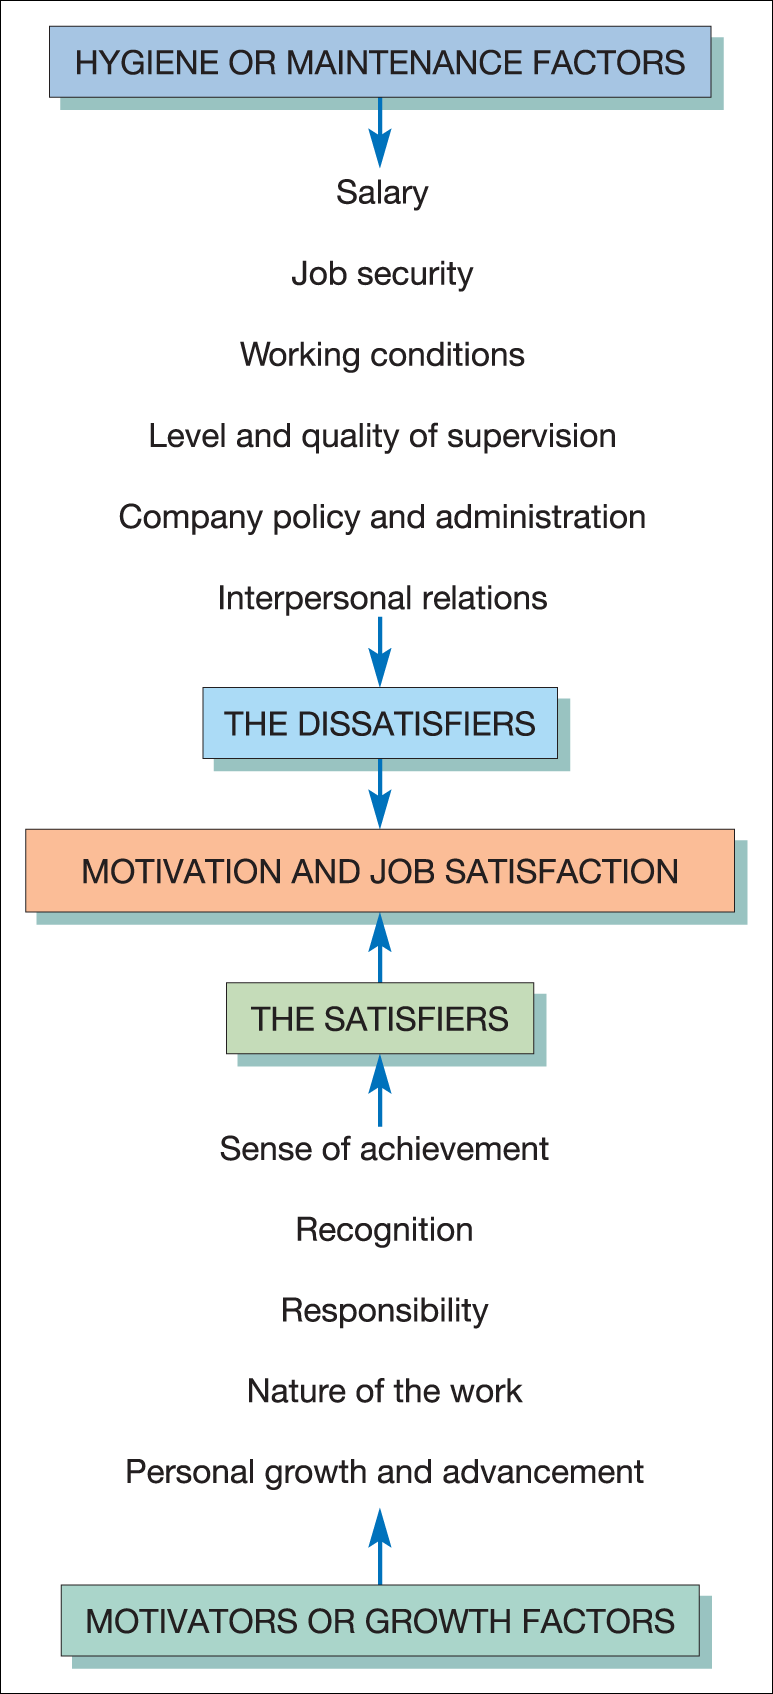 HYGIENE OR MAINTENANCE FACTORS
Salary
Job security
Working conditions
Level and quality of supervision
Company policy and administration
Interpersonal relations
THE DISSATISFIERS
MOTIVATION AND JOB SATISFACTION
THE SATISFIERS
Sense of achievement
Recognition
Responsibility
Nature of the work
Personal growth and advancement
MOTIVATORS OR GROWTH FACTORS